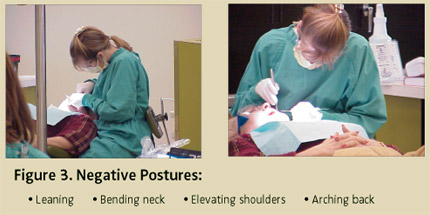 Figure 3. Negative Postures:
• Leaning • Bending neck • Elevating shoulders • Arching back